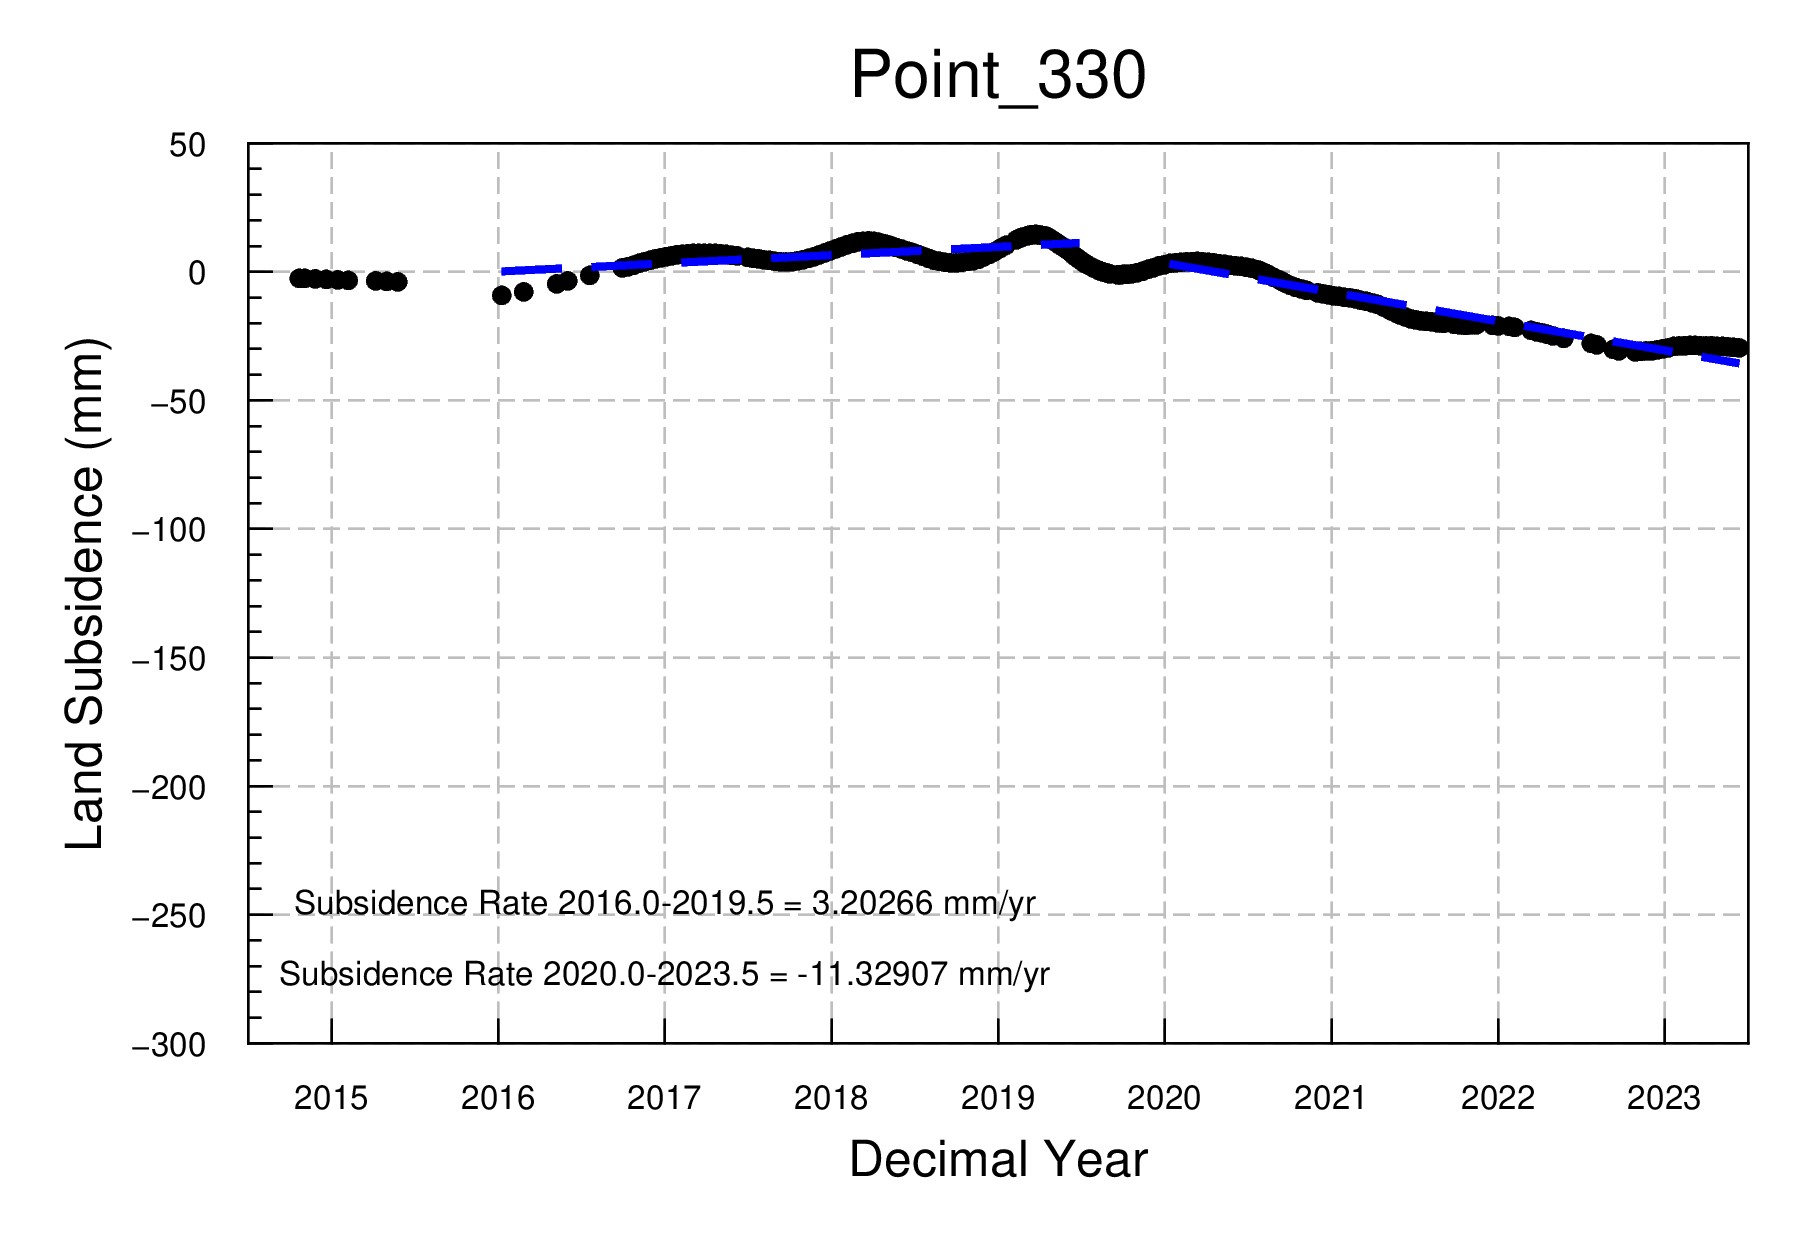 Point_330
50
0
−50
−100
−150
−200
−250
−300
Land Subsidence (mm)
Subsidence Rate 2016.0-2019.5 = 3.20266 mm/yr
Subsidence Rate 2020.0-2023.5 = -11.32907 mm/yr
2015 2016 2017 2018 2019 2020 2021 2022 2023
Decimal Year